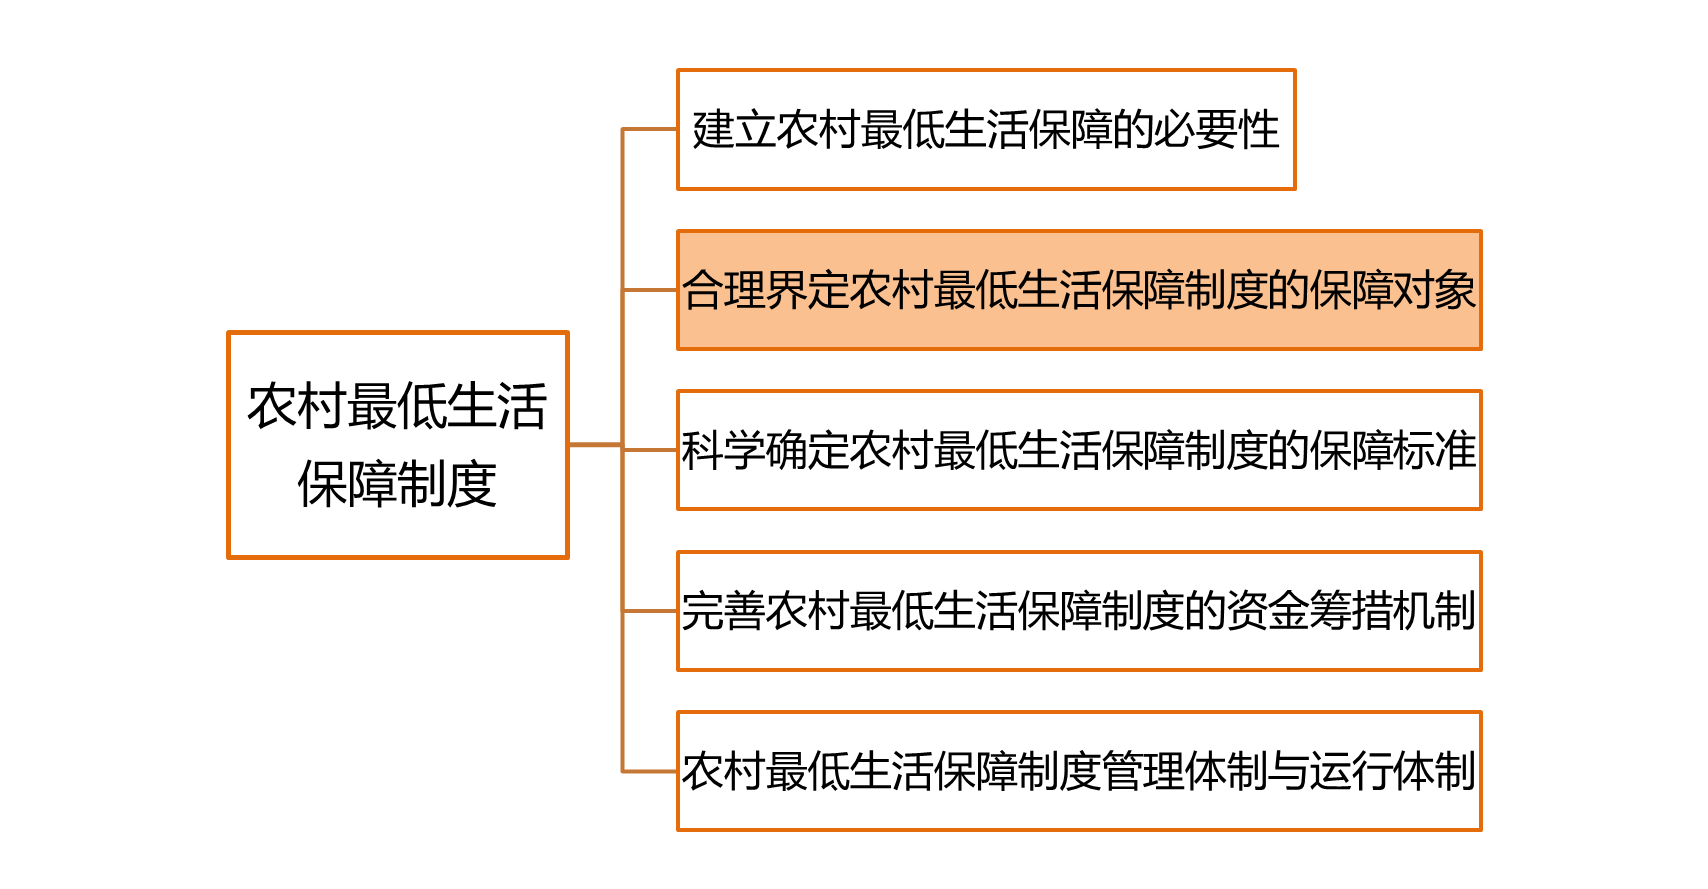 建立农村最低生活保障的必要性
合理界定农村最低生活保障制度的保障对象
农村最低生活
保障制度
科学确定农村最低生活保障制度的保障标准
完善农村最低生活保障制度的资金筹措机制
农村最低生活保障制度管理体制与运行体制